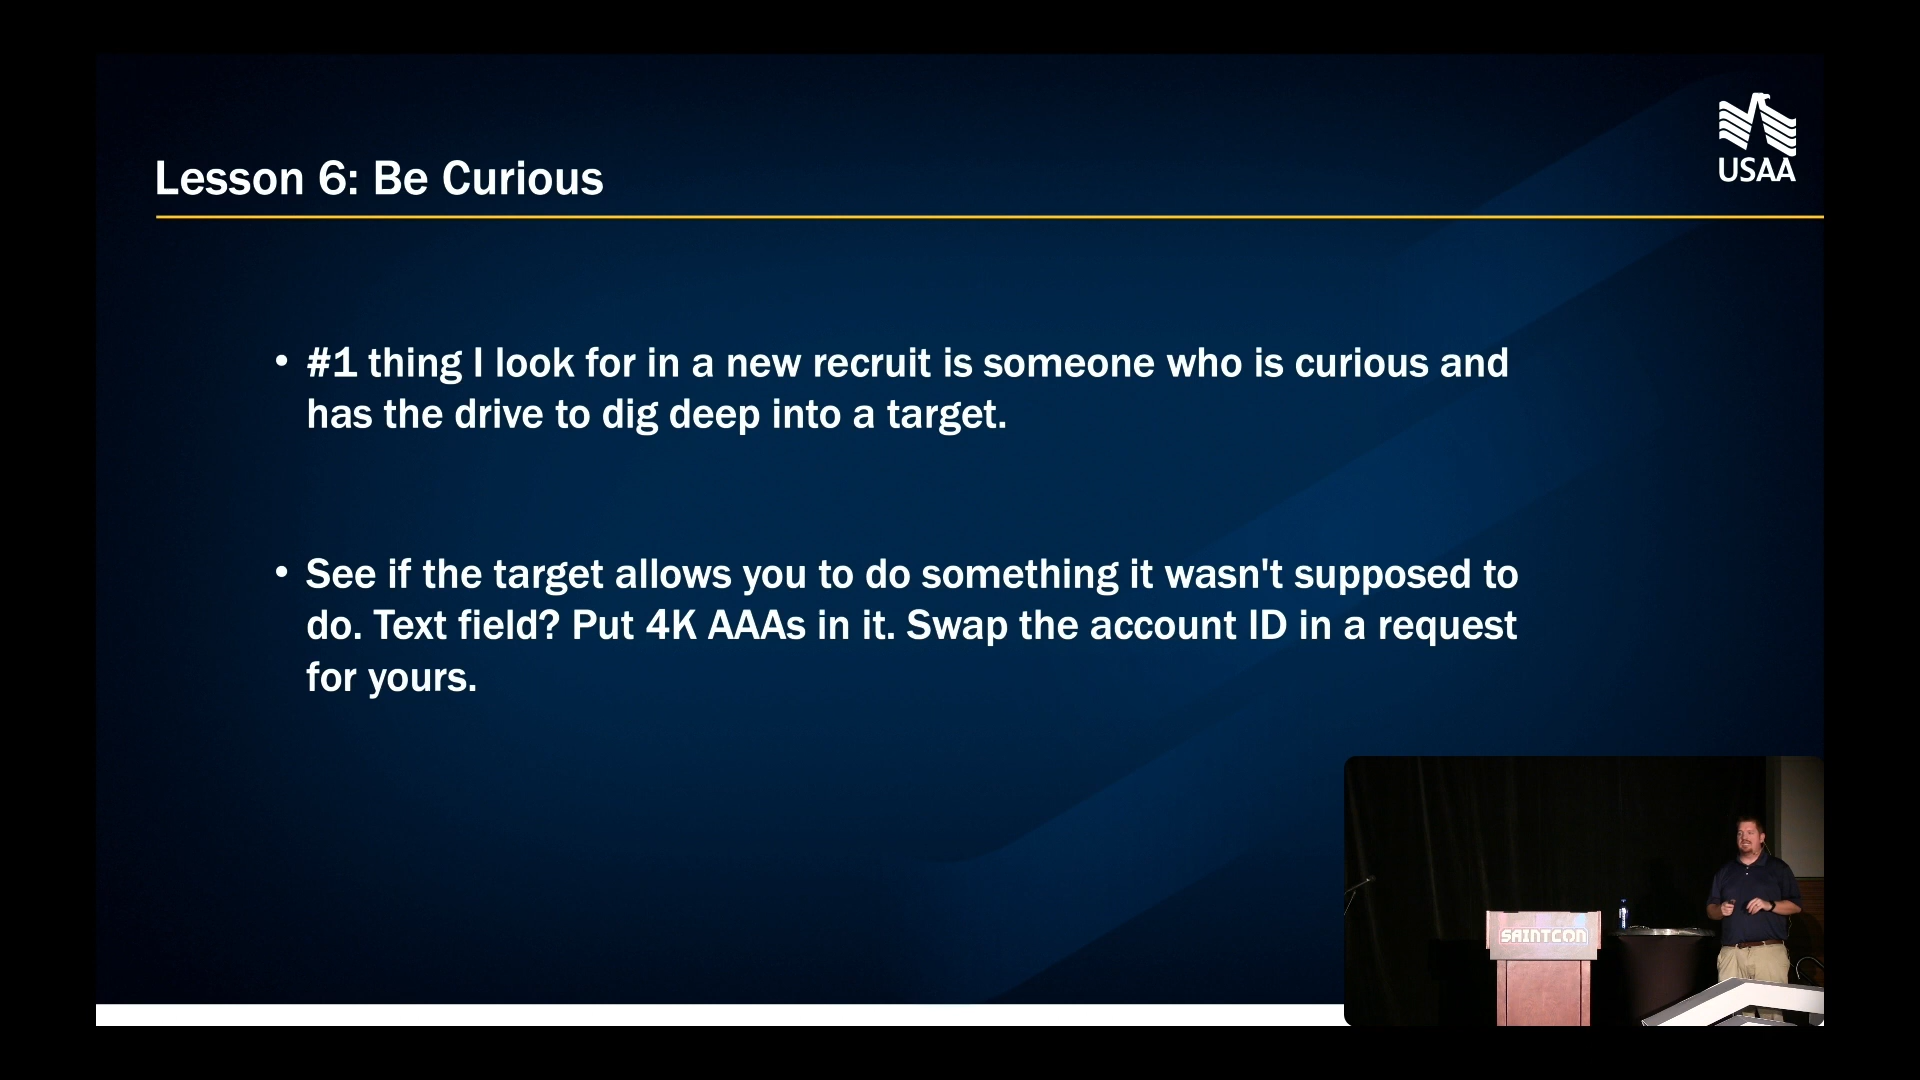 USAA
Lesson 6: Be Curious
• #1 thing I look for in a new recruit is someone who is curious and
has the drive to dig deep into a target.
• See if the target allows you to do something it wasn't supposed to
do. Text field? Put 4K AAAs in it. Swap the account ID in a request
for yours.
SAINTCON